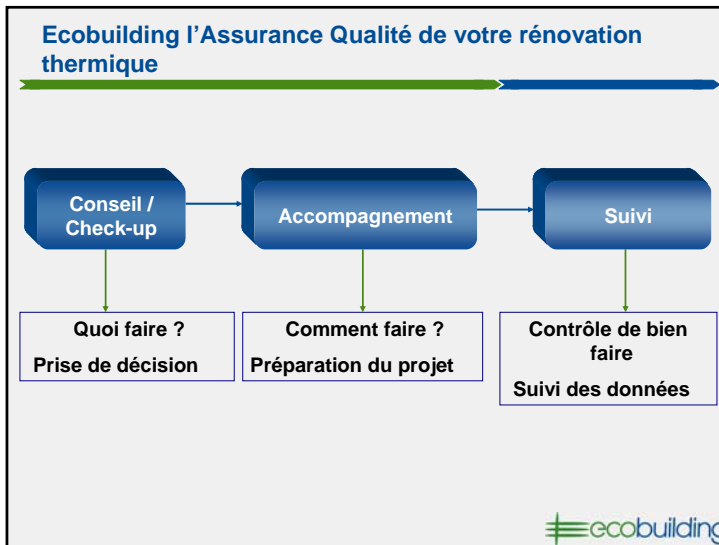 Ecobuilding l'Assurance Qualité de votre rénovation
thermique
Conseil /
Check-up
Accompagnement
Suivi
Quoi faire ?
Prise de décision
Comment faire ?
Préparation du projet
Contrôle de bien
faire
Suivi des données
ecobuilding